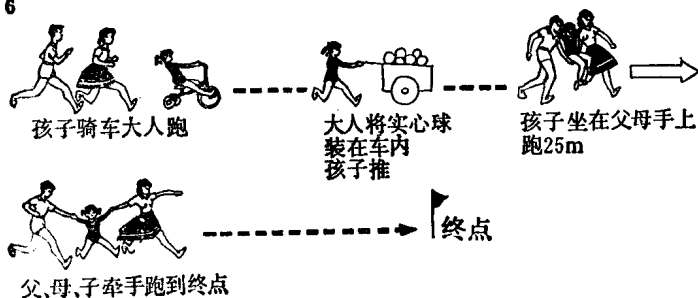 6
孩子骑车大人跑
大人将实心球
装在车内
孩子推
孩子坐在父母手上
跑25m
终点
父、母、子牵手跑到终点